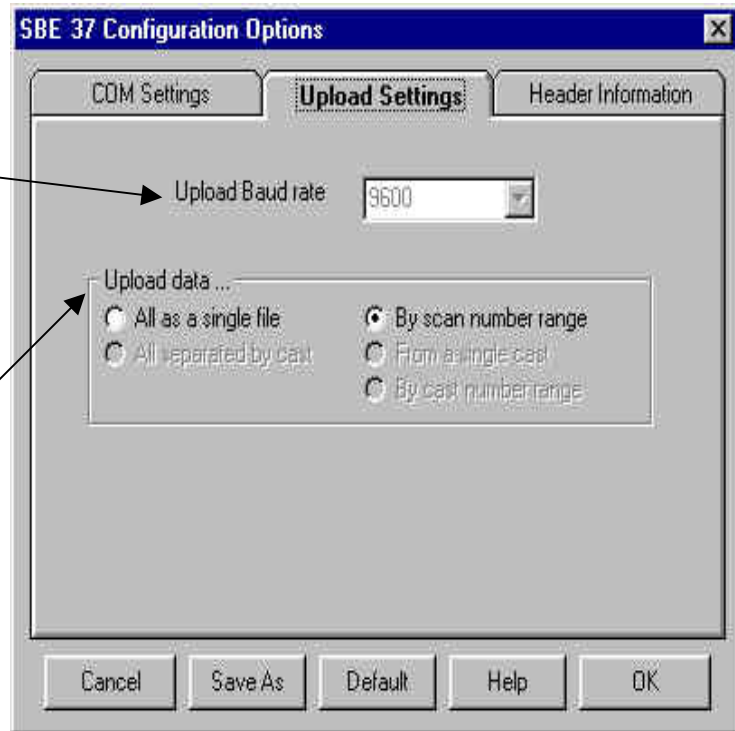 SBE 37 Configuration Options
COM Settings Upload Settings Header Information
Upload Baud rate 9600
Upload data ...
All as a single file By scan number range
All separated by cast From a single cast
By cast number range
Cancel Save As Default Help OK